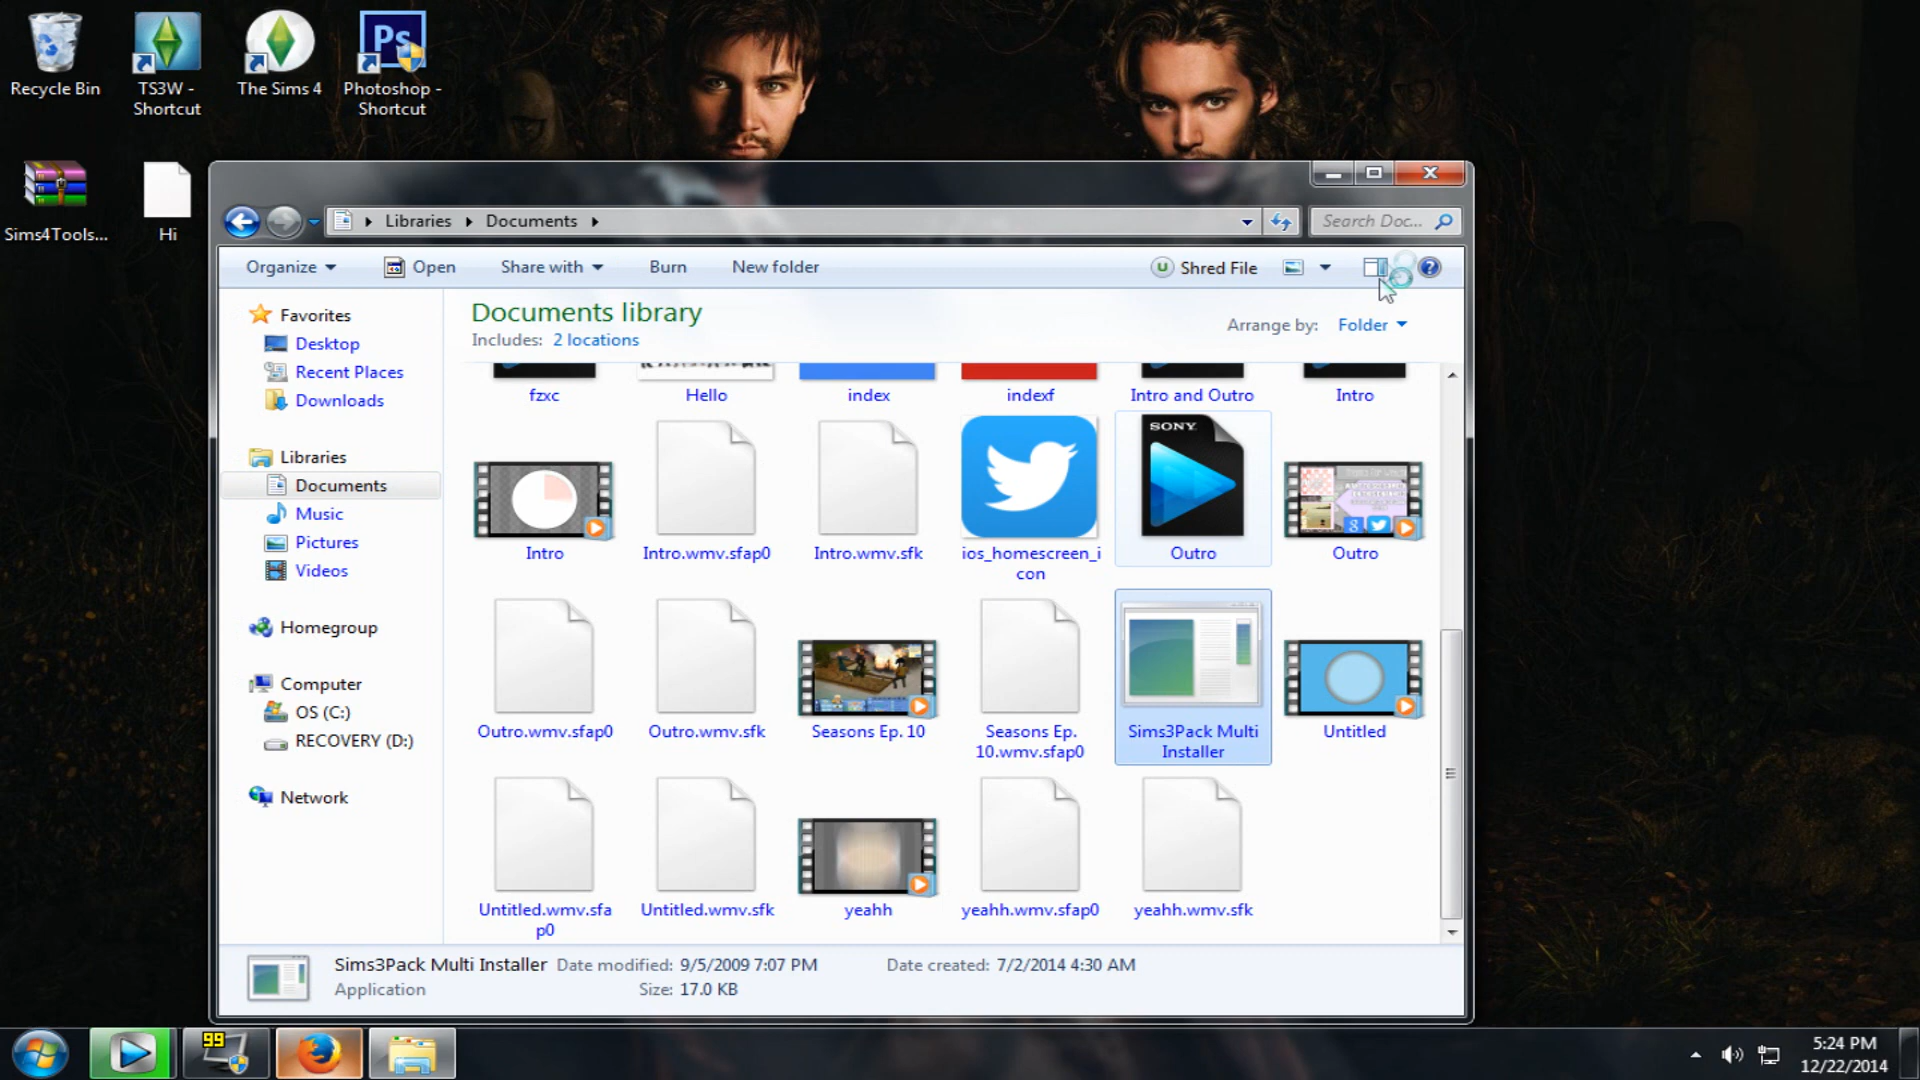 Recycle Bin
TS3W -
Shortcut
The Sims 4
Ps
Photoshop -
Shortcut
Sims4Tools...
Hi
Libraries
Documents
Search Doc...
Organize
Open
Share with
Burn
New folder
Shred File
Favorites
Desktop
Recent Places
Downloads
Libraries
Documents
Music
Pictures
Videos
Homegroup
Computer
OS (C:)
RECOVERY (D:)
Network
Documents library
Includes: 2 locations
Arrange by: Folder
fzxc
Hello
index
indexf
Intro and Outro
Intro
SONY
Intro
Intro.wmv.sfap0
Intro.wmv.sfk
ios_homescreen_i
con
Outro
Outro
Outro.wmv.sfap0
Outro.wmv.sfk
Seasons Ep. 10
Seasons Ep.
10.wmv.sfap0
Sims3Pack Multi
Installer
Untitled
Untitled.wmv.sfa
p0
Untitled.wmv.sfk
yeahh
yeahh.wmv.sfap0
yeahh.wmv.sfk
Sims3Pack Multi Installer Date modified: 9/5/2009 7:07 PM Date created: 7/2/2014 4:30 AM
Application Size: 17.0 KB
99
5:24 PM
12/22/2014